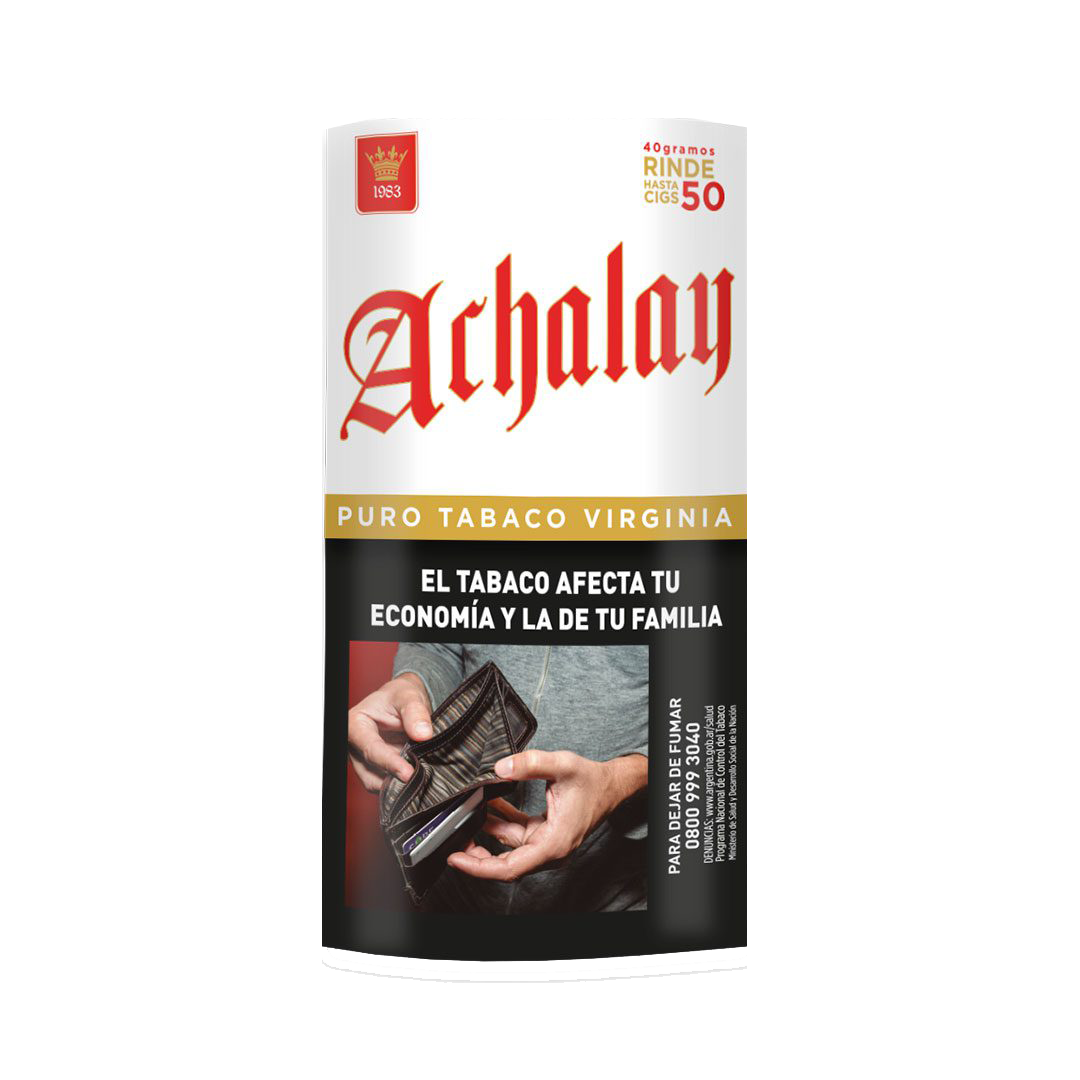 1983
40gramos
RINDE
HASTA
CIGS 50
Achalay
PURO TABACO VIRGINIA
EL TABACO AFECTA TU
ECONOMÍA Y LA DE TU FAMILIA
PARA DEJAR DE FUMAR
0800 999 3040
DENUNCIAS: www.argentina.gob.ar/salud
Programa Nacional de Control del Tabaco
Ministerio de Salud y Desarrollo Social de la Nación